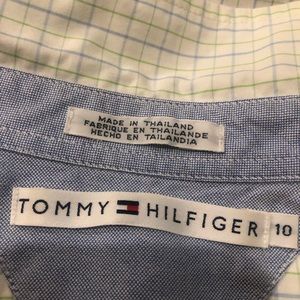 MADE IN THAILAND
FABRIQUE EN THAILANDE
HECHO EN TAILANDIA
TOMMY HILFIGER 10